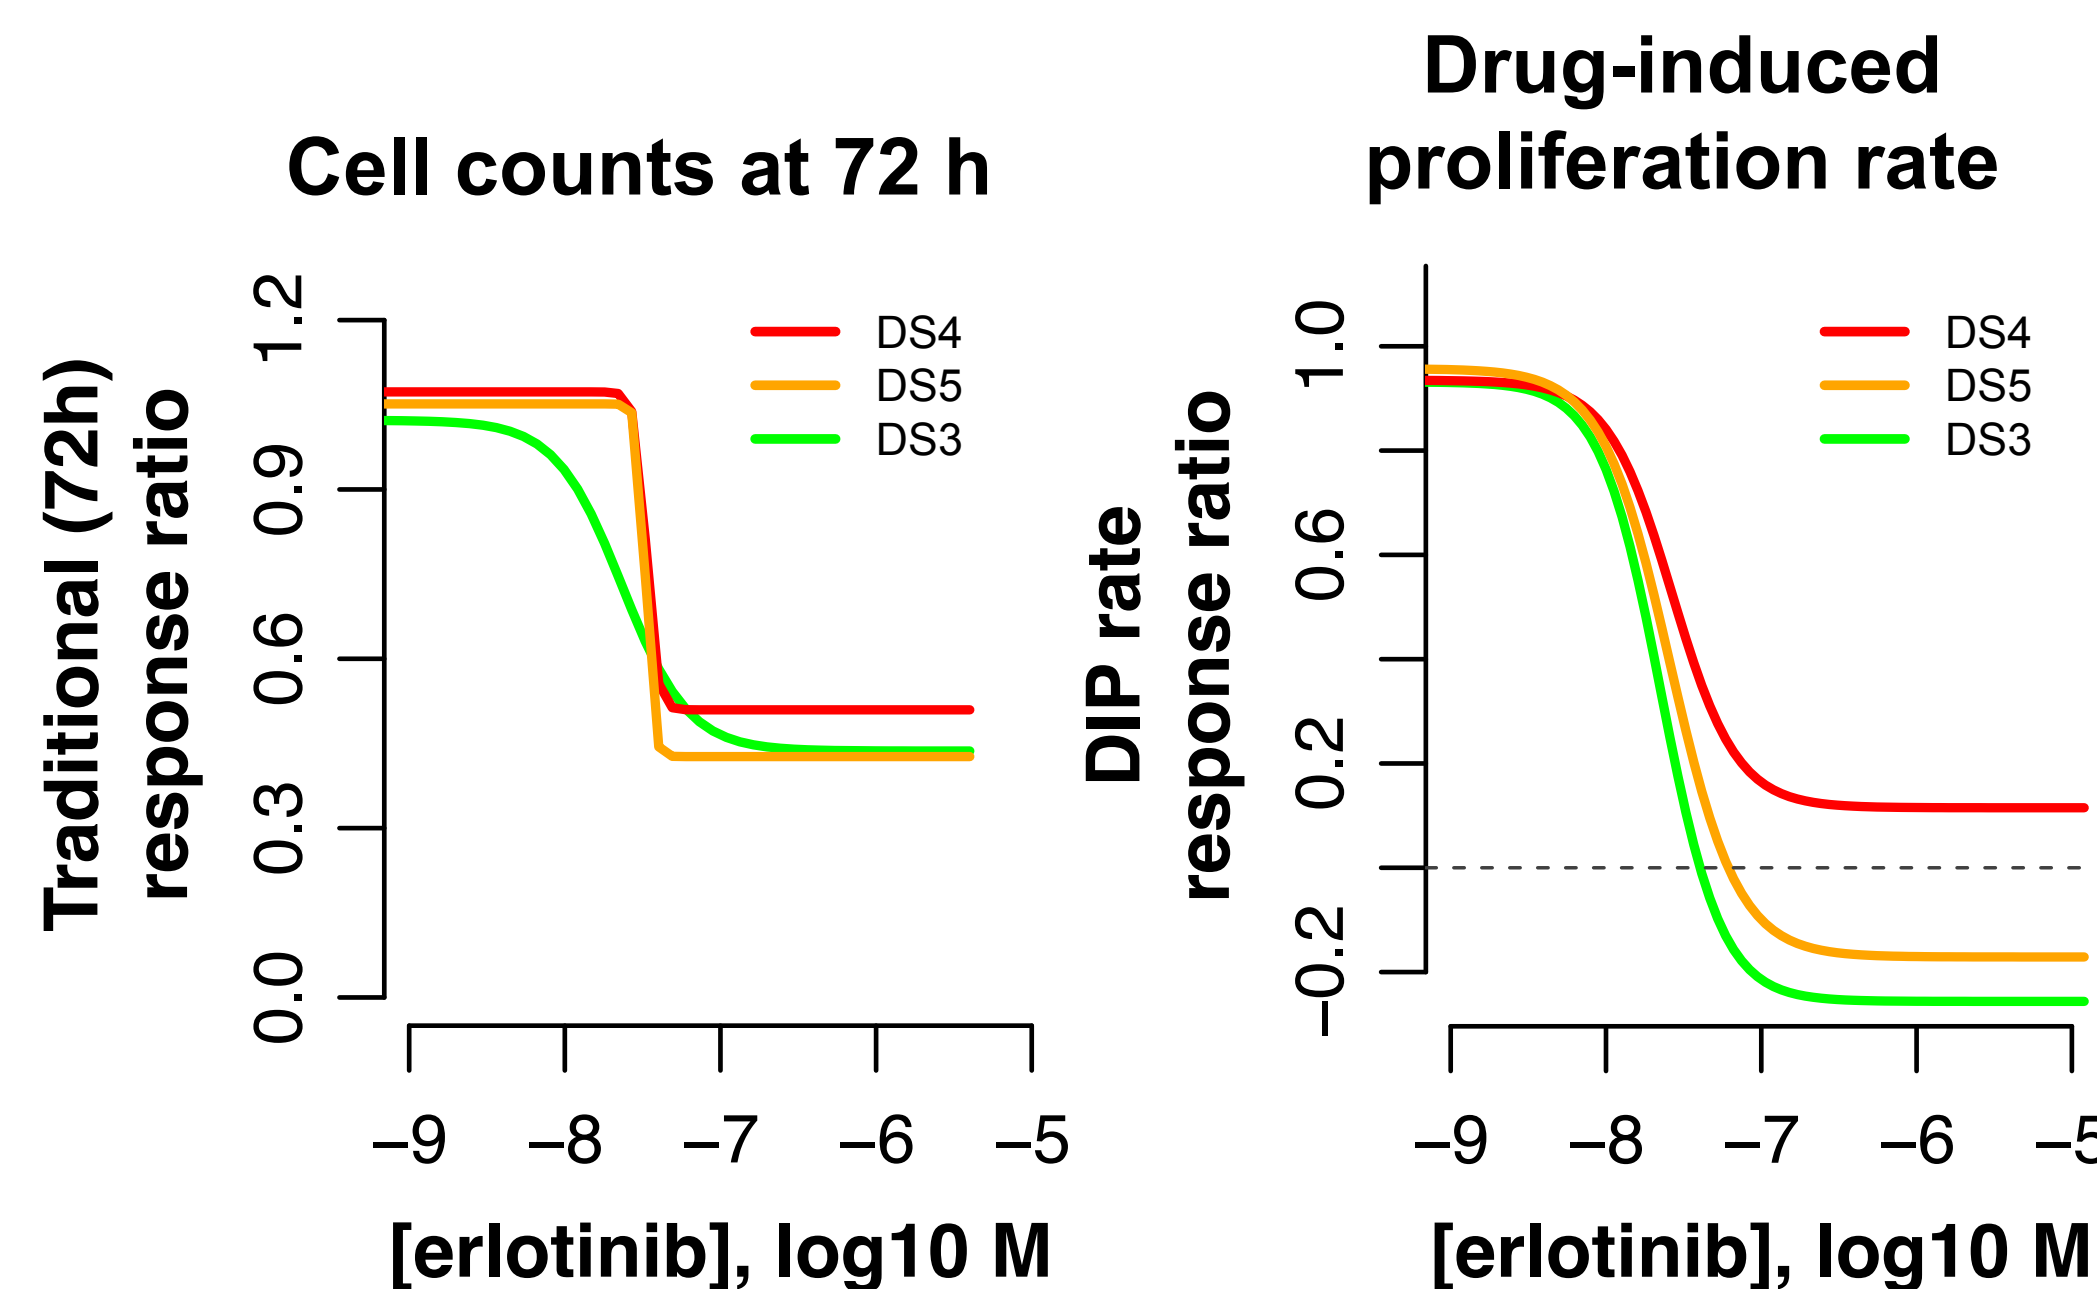 Cell counts at 72 h
Traditional (72h)
response ratio
1.2
0.9
0.6
0.3
0.0
DS4
DS5
DS3
−9 −8 −7 −6 −5
[erlotinib], log10 M
Drug-induced
proliferation rate
DIP rate
response ratio
1.0
0.6
0.2
−0.2
DS4
DS5
DS3
−9 −8 −7 −6 −5
[erlotinib], log10 M